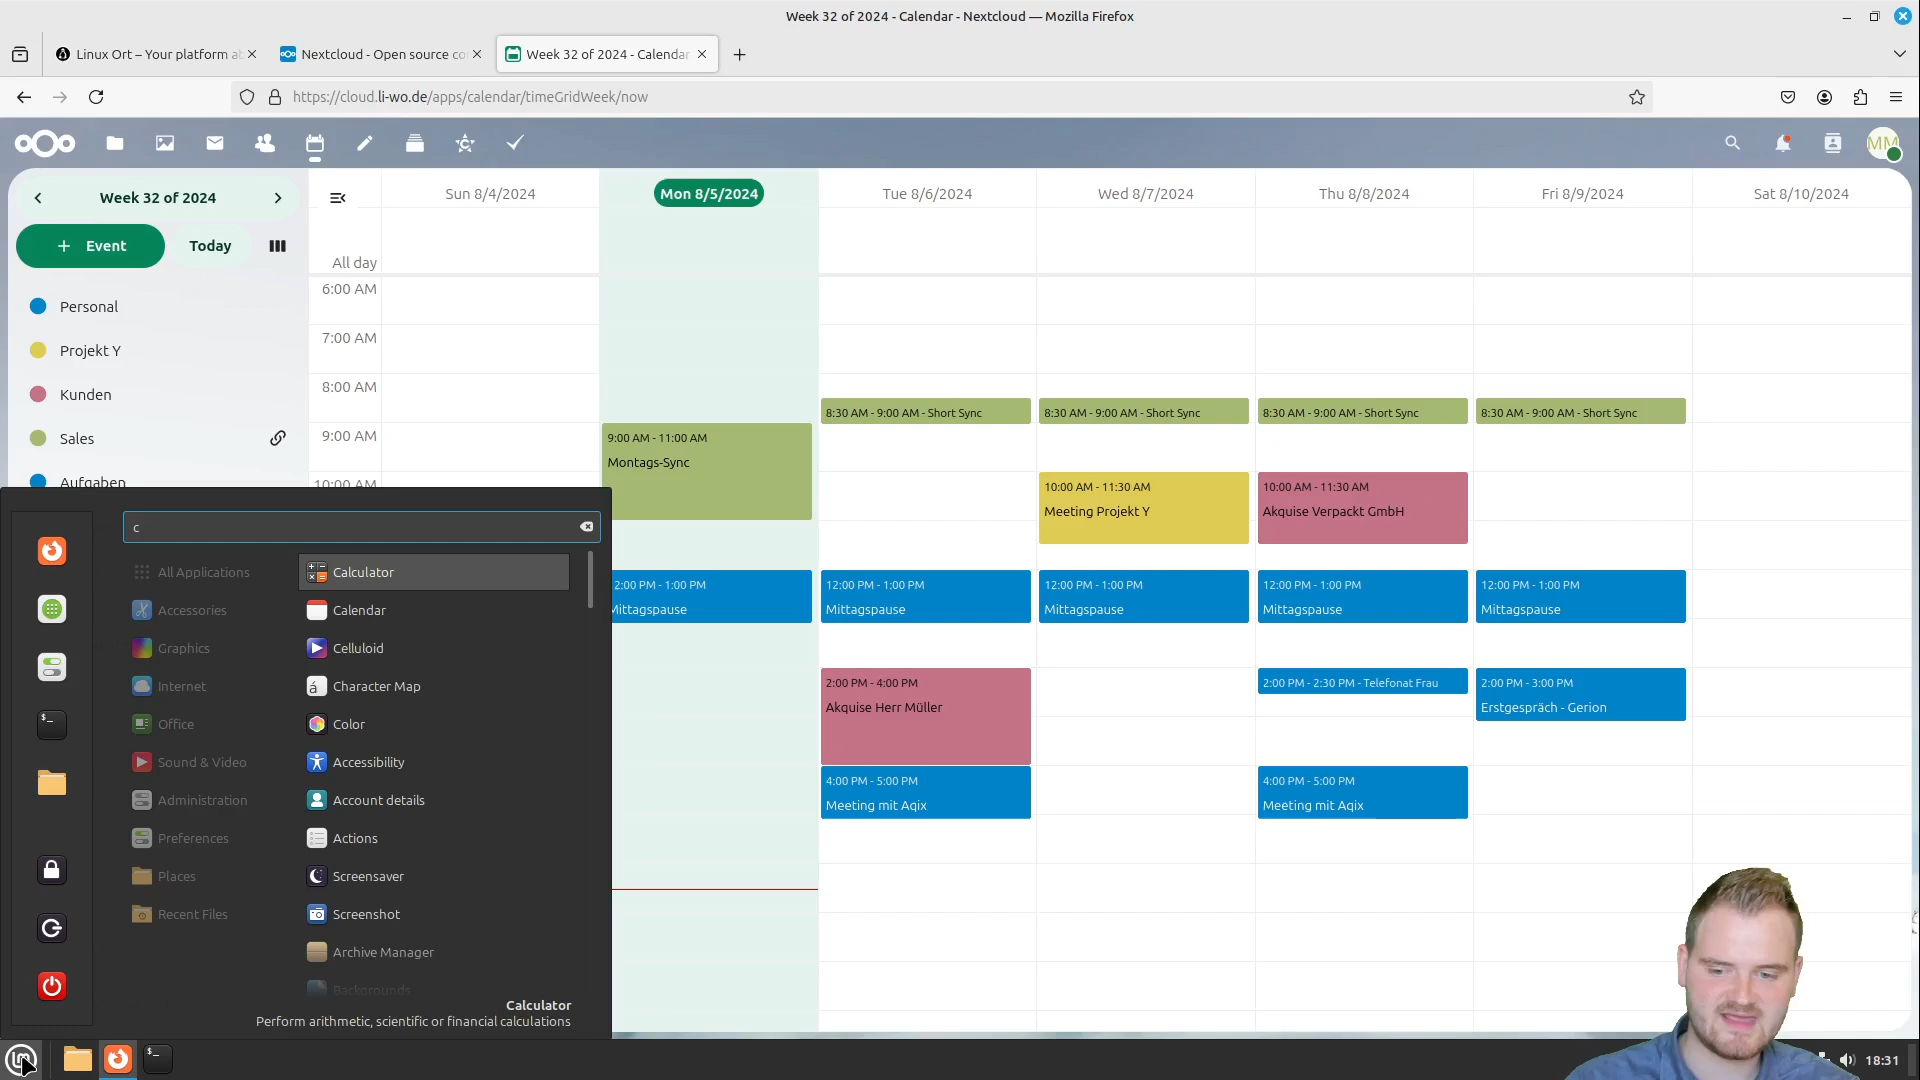 Week 32 of 2024 - Calendar - Nextcloud — Mozilla Firefox
Linux Ort – Your platform ab
Nextcloud - Open source co
Week 32 of 2024 - Calendar
https://cloud.li-wo.de/apps/calendar/timeGridWeek/now
MM
Week 32 of 2024
Sun 8/4/2024
Mon 8/5/2024
Tue 8/6/2024
Wed 8/7/2024
Thu 8/8/2024
Fri 8/9/2024
Sat 8/10/2024
+ Event
Today
All day
Personal
Projekt Y
Kunden
Sales
Aufgaben
6:00 AM
7:00 AM
8:00 AM
9:00 AM
10:00 AM
9:00 AM - 11:00 AM
Montags-Sync
2:00 PM - 1:00 PM
Mittagspause
8:30 AM - 9:00 AM - Short Sync
12:00 PM - 1:00 PM
Mittagspause
2:00 PM - 4:00 PM
Akquise Herr Müller
4:00 PM - 5:00 PM
Meeting mit Aqix
8:30 AM - 9:00 AM - Short Sync
10:00 AM - 11:30 AM
Meeting Projekt Y
12:00 PM - 1:00 PM
Mittagspause
8:30 AM - 9:00 AM - Short Sync
10:00 AM - 11:30 AM
Akquise Verpackt GmbH
12:00 PM - 1:00 PM
Mittagspause
2:00 PM - 2:30 PM - Telefonat Frau
4:00 PM - 5:00 PM
Meeting mit Aqix
8:30 AM - 9:00 AM - Short Sync
12:00 PM - 1:00 PM
Mittagspause
2:00 PM - 3:00 PM
Erstgespräch - Gerion
c
All Applications
Accessories
Graphics
Internet
Office
Sound & Video
Administration
Preferences
Places
Recent Files
Calculator
Calendar
Celluloid
Character Map
Color
Accessibility
Account details
Actions
Screensaver
Screenshot
Archive Manager
Backgrounds
Calculator
Perform arithmetic, scientific or financial calculations
18:31